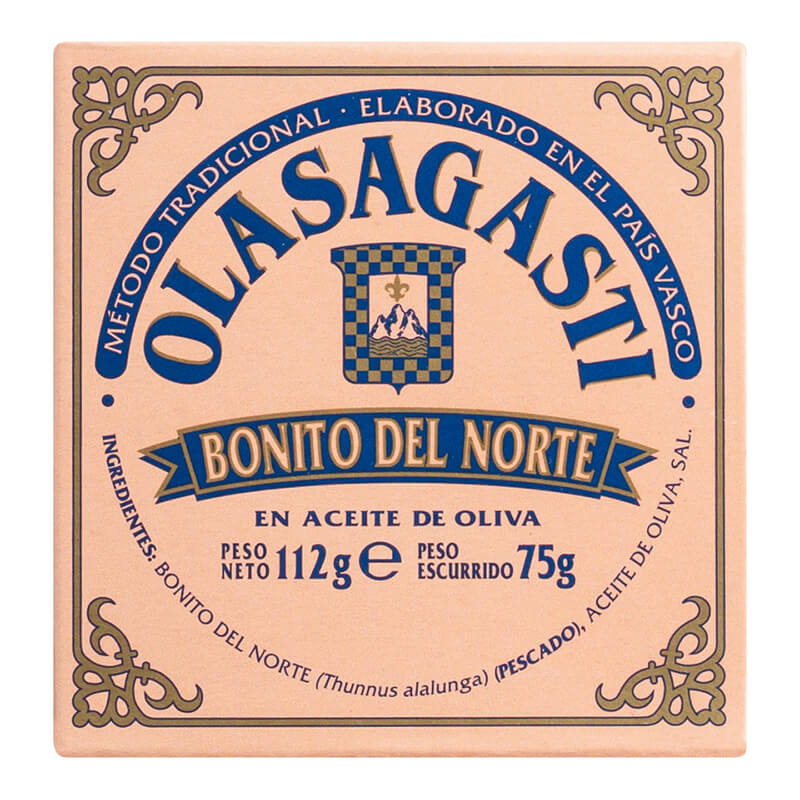 MÉTODO TRADICIONAL · ELABORADO EN EL PAÍS VASCO
OLASAGASTI
BONITO DEL NORTE
EN ACEITE DE OLIVA
PESO NETO 112g ℮ PESO ESCURRIDO 75g
INGREDIENTES: BONITO DEL NORTE (Thunnus alalunga) (PESCADO), ACEITE DE OLIVA, SAL.